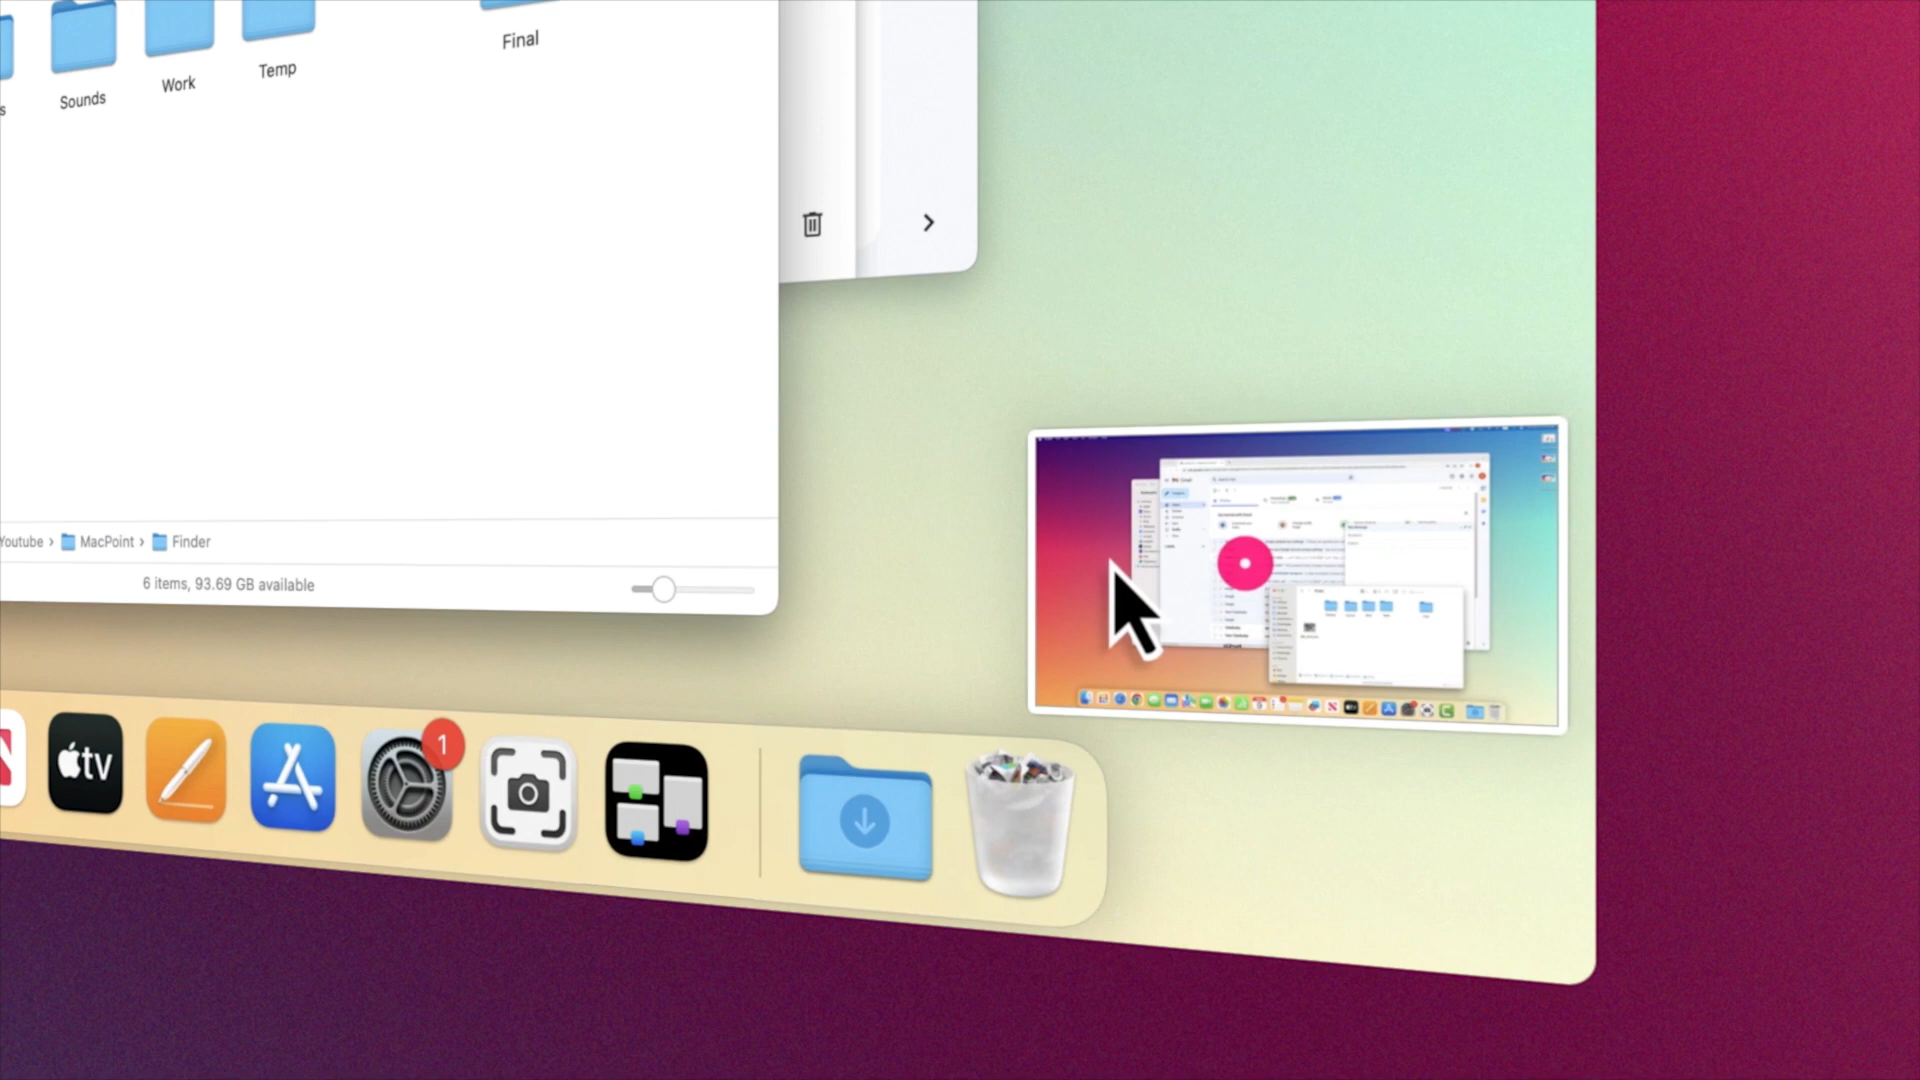 Final
Temp
Work
Sounds
s
Youtube › MacPoint › Finder
6 items, 93.69 GB available
tv
1